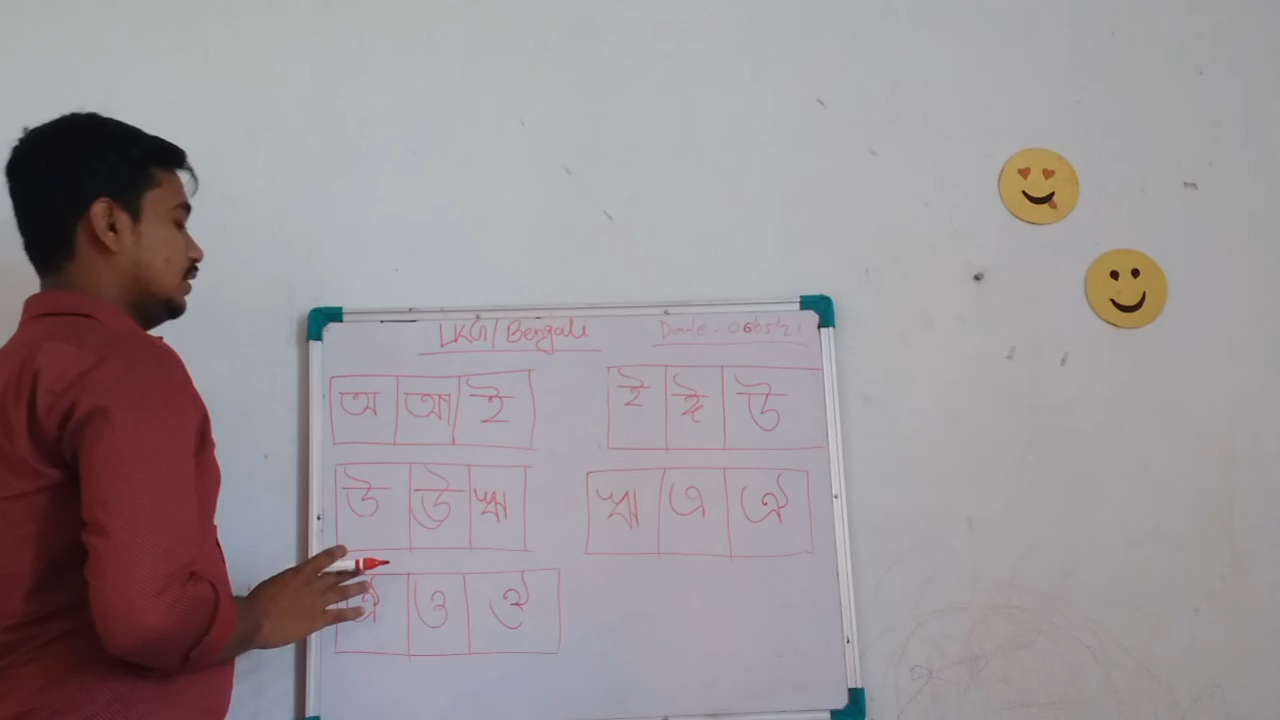 LKG/Bengali
Date - 06/05/21
অ আ ই
ই ঈ উ
উ ঊ ঋ
ঋ এ ঐ
ঐ ও ঔ